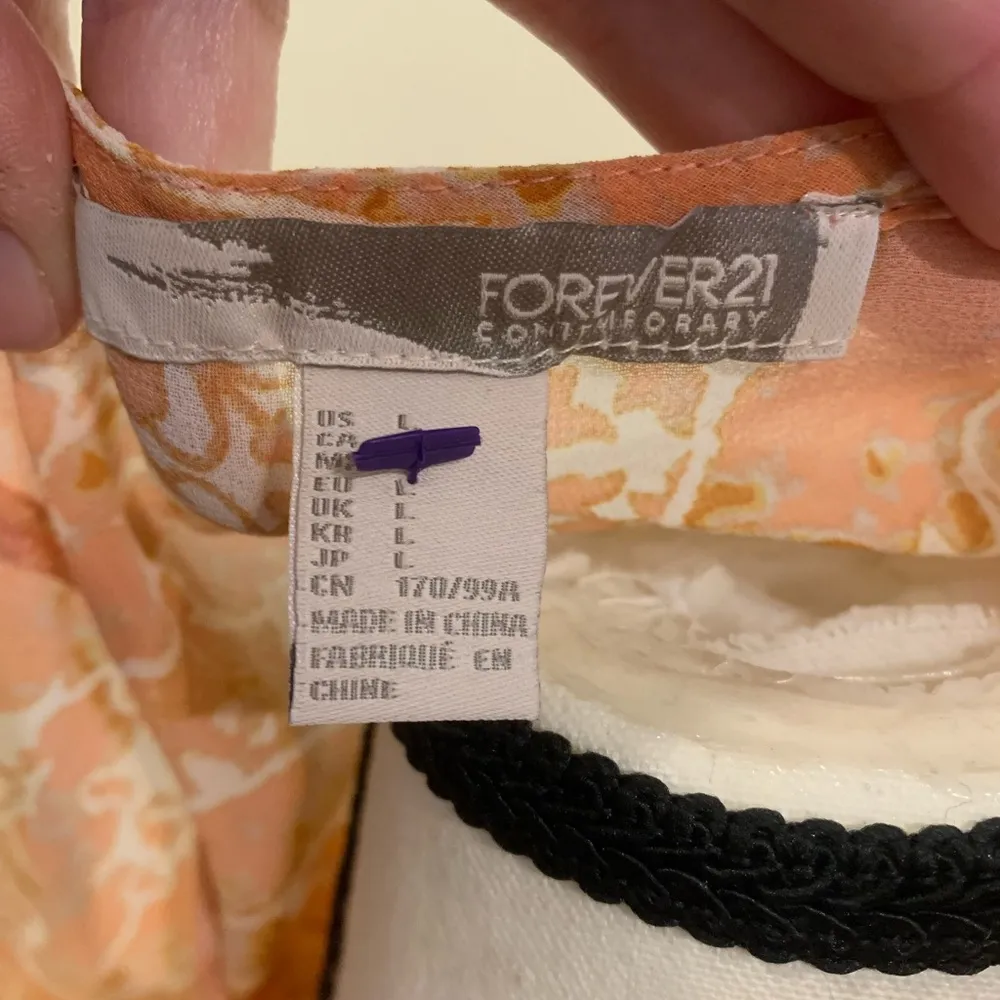 FOREVER21
CONTEMPORARY
US L
CA
EU L
UK L
KR L
JP L
CN 170/99A
MADE IN CHINA
FABRIQUÉ EN
CHINE